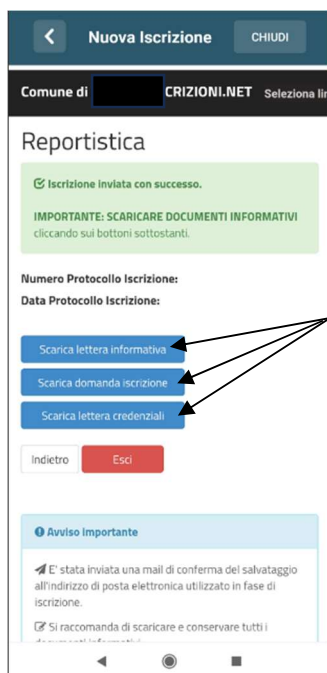 Nuova Iscrizione
CHIUDI
Comune di CRIZIONI.NET Seleziona lin
Reportistica
Iscrizione inviata con successo.
IMPORTANTE: SCARICARE DOCUMENTI INFORMATIVI
cliccando sui bottoni sottostanti.
Numero Protocollo Iscrizione:
Data Protocollo Iscrizione:
Scarica lettera informativa
Scarica domanda iscrizione
Scarica lettera credenziali
Indietro Esci
Avviso importante
E' stata inviata una mail di conferma del salvataggio
all'indirizzo di posta elettronica utilizzato in fase di
iscrizione.
Si raccomanda di scaricare e conservare tutti i